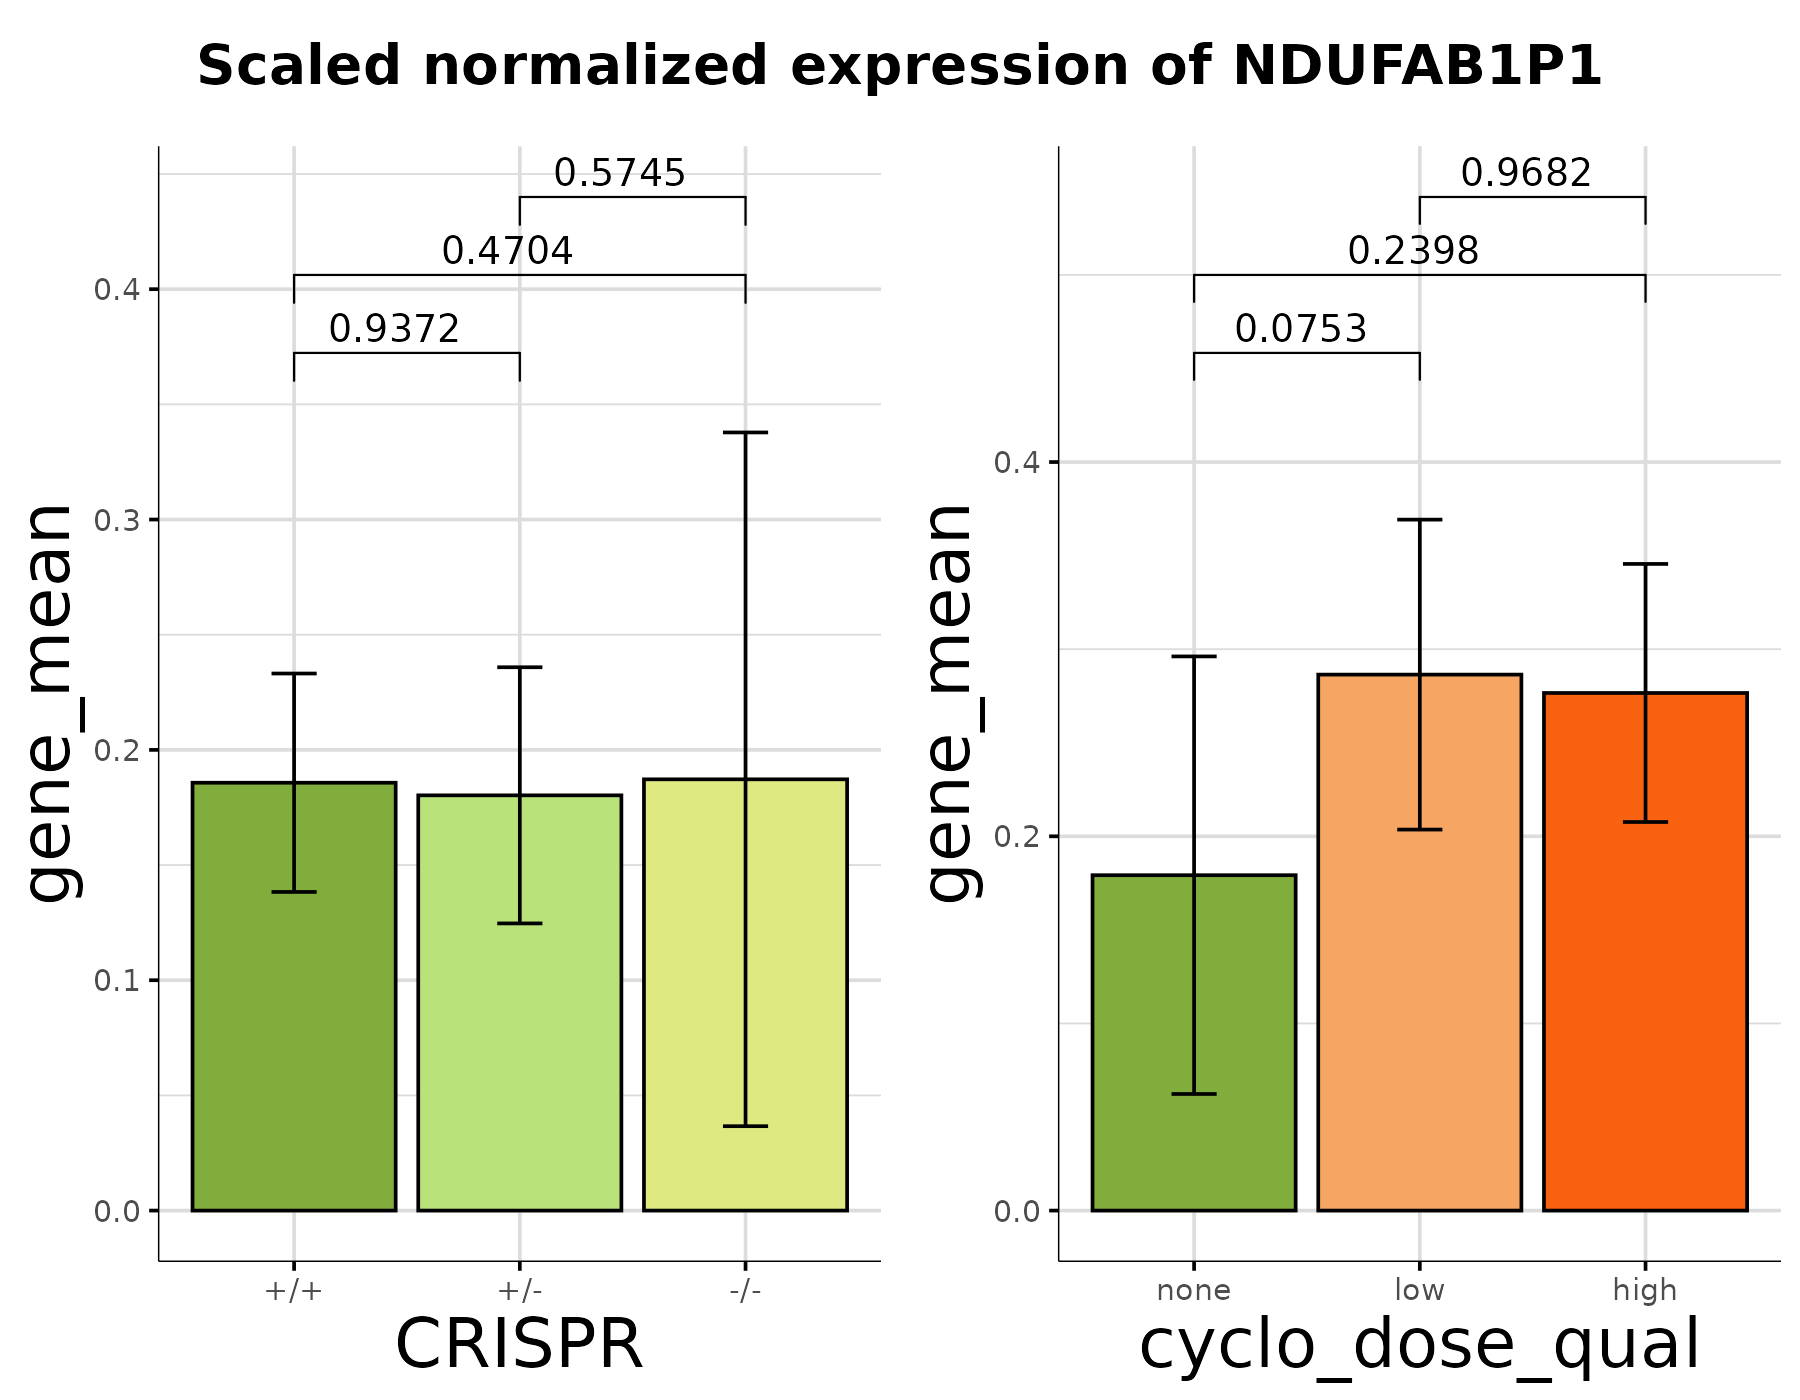 Scaled normalized expression of NDUFAB1P1
gene_mean
0.4
0.3
0.2
0.1
0.0
0.5745
0.4704
0.9372
+/+
+/-
-/-
CRISPR
gene_mean
0.4
0.2
0.0
0.9682
0.2398
0.0753
none
low
high
cyclo_dose_qual